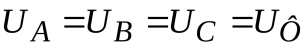 U_A = U_B = U_C = U_Ô